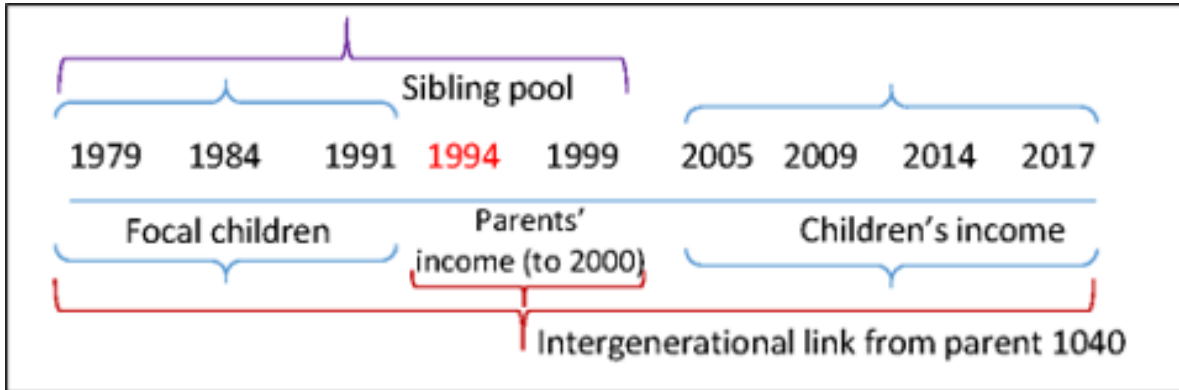 Sibling pool
1979 1984 1991 1994 1999 2005 2009 2014 2017
Focal children
Parents’
income (to 2000)
Children’s income
Intergenerational link from parent 1040